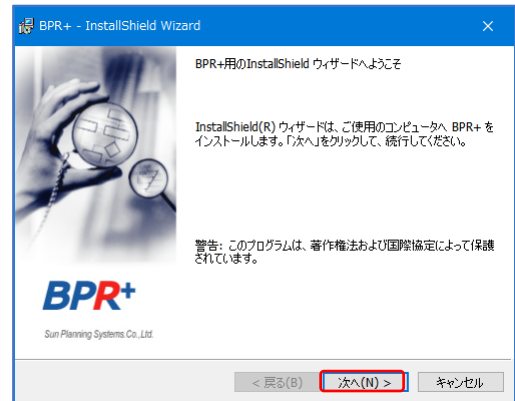 BPR+ - InstallShield Wizard
BPR+用のInstallShield ウィザードへようこそ
InstallShield(R) ウィザードは、ご使用のコンピュータへ BPR+ を
インストールします。「次へ」をクリックして、続行してください。
警告: このプログラムは、著作権法および国際協定によって保護
されています。
BPR+
Sun Planning Systems Co.,Ltd.
< 戻る(B)
次へ(N) >
キャンセル